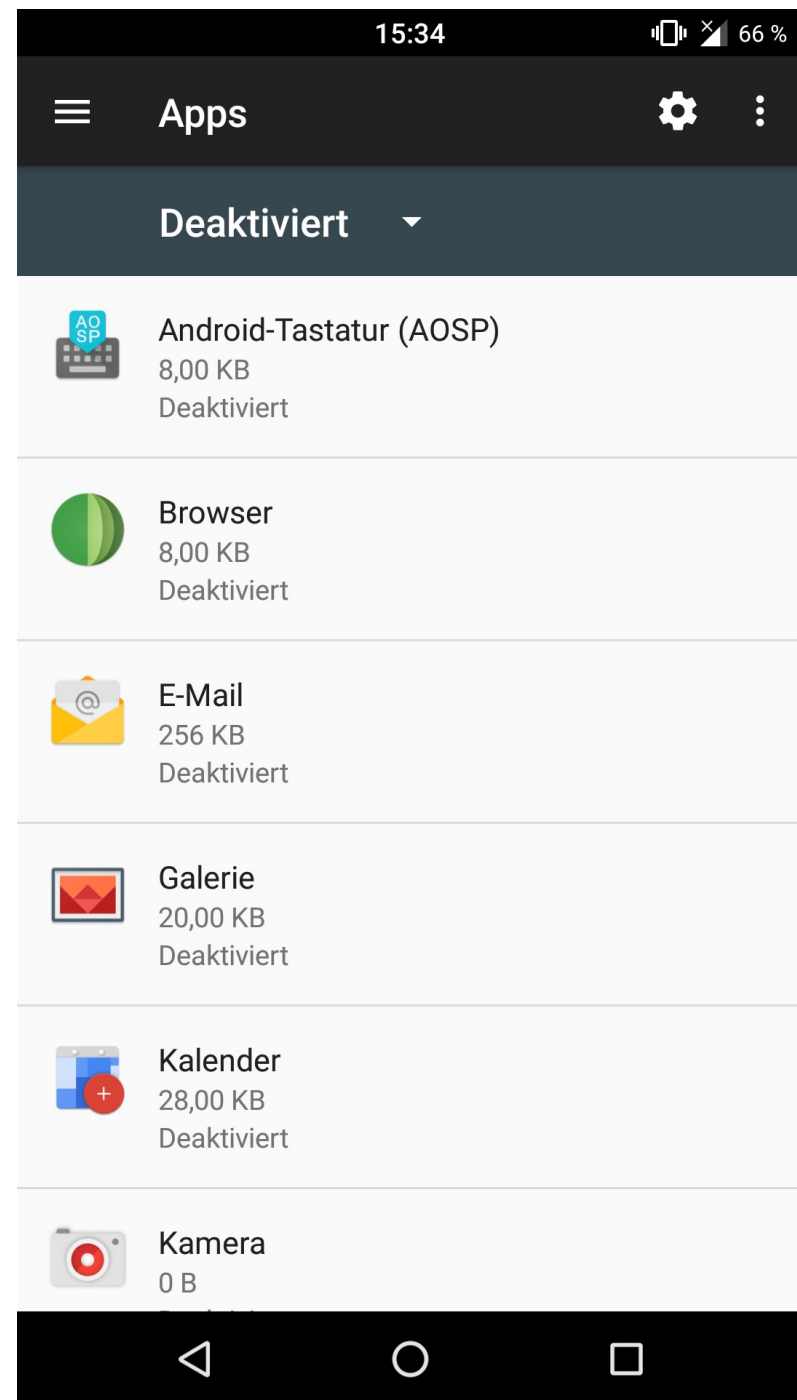 15:34
66 %
Apps
Deaktiviert
AO
SP
Android-Tastatur (AOSP)
8,00 KB
Deaktiviert
Browser
8,00 KB
Deaktiviert
@
E-Mail
256 KB
Deaktiviert
Galerie
20,00 KB
Deaktiviert
Kalender
28,00 KB
Deaktiviert
Kamera
0 B